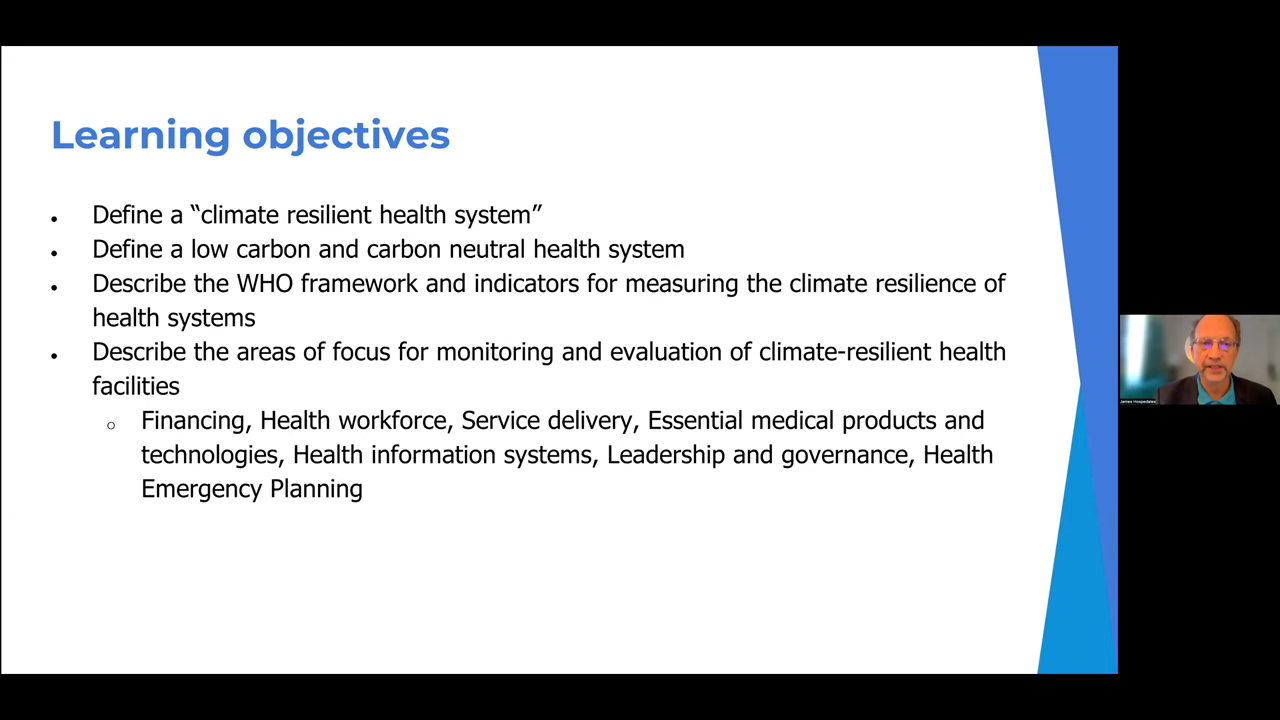 Learning objectives
• Define a “climate resilient health system”
• Define a low carbon and carbon neutral health system
• Describe the WHO framework and indicators for measuring the climate resilience of
health systems
• Describe the areas of focus for monitoring and evaluation of climate-resilient health
facilities
○ Financing, Health workforce, Service delivery, Essential medical products and
technologies, Health information systems, Leadership and governance, Health
Emergency Planning
James Hospedales